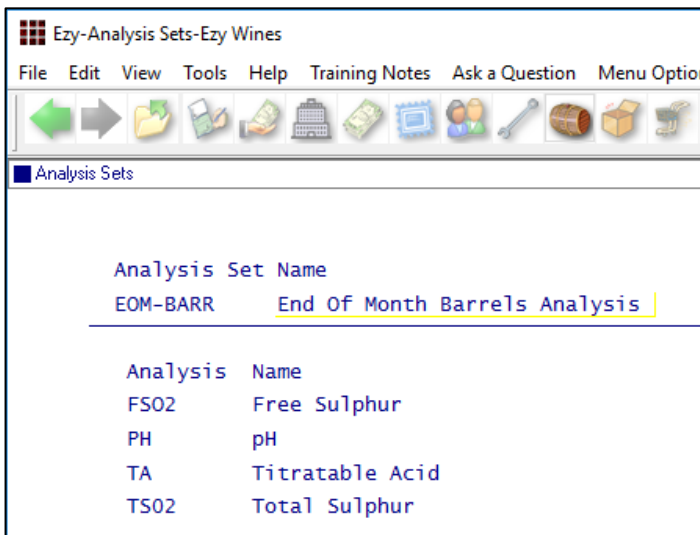 Ezy-Analysis Sets-Ezy Wines
File Edit View Tools Help Training Notes Ask a Question Menu Optio
Analysis Sets
Analysis Set Name
EOM-BARR End Of Month Barrels Analysis
Analysis Name
FSO2 Free Sulphur
PH pH
TA Titratable Acid
TSO2 Total Sulphur